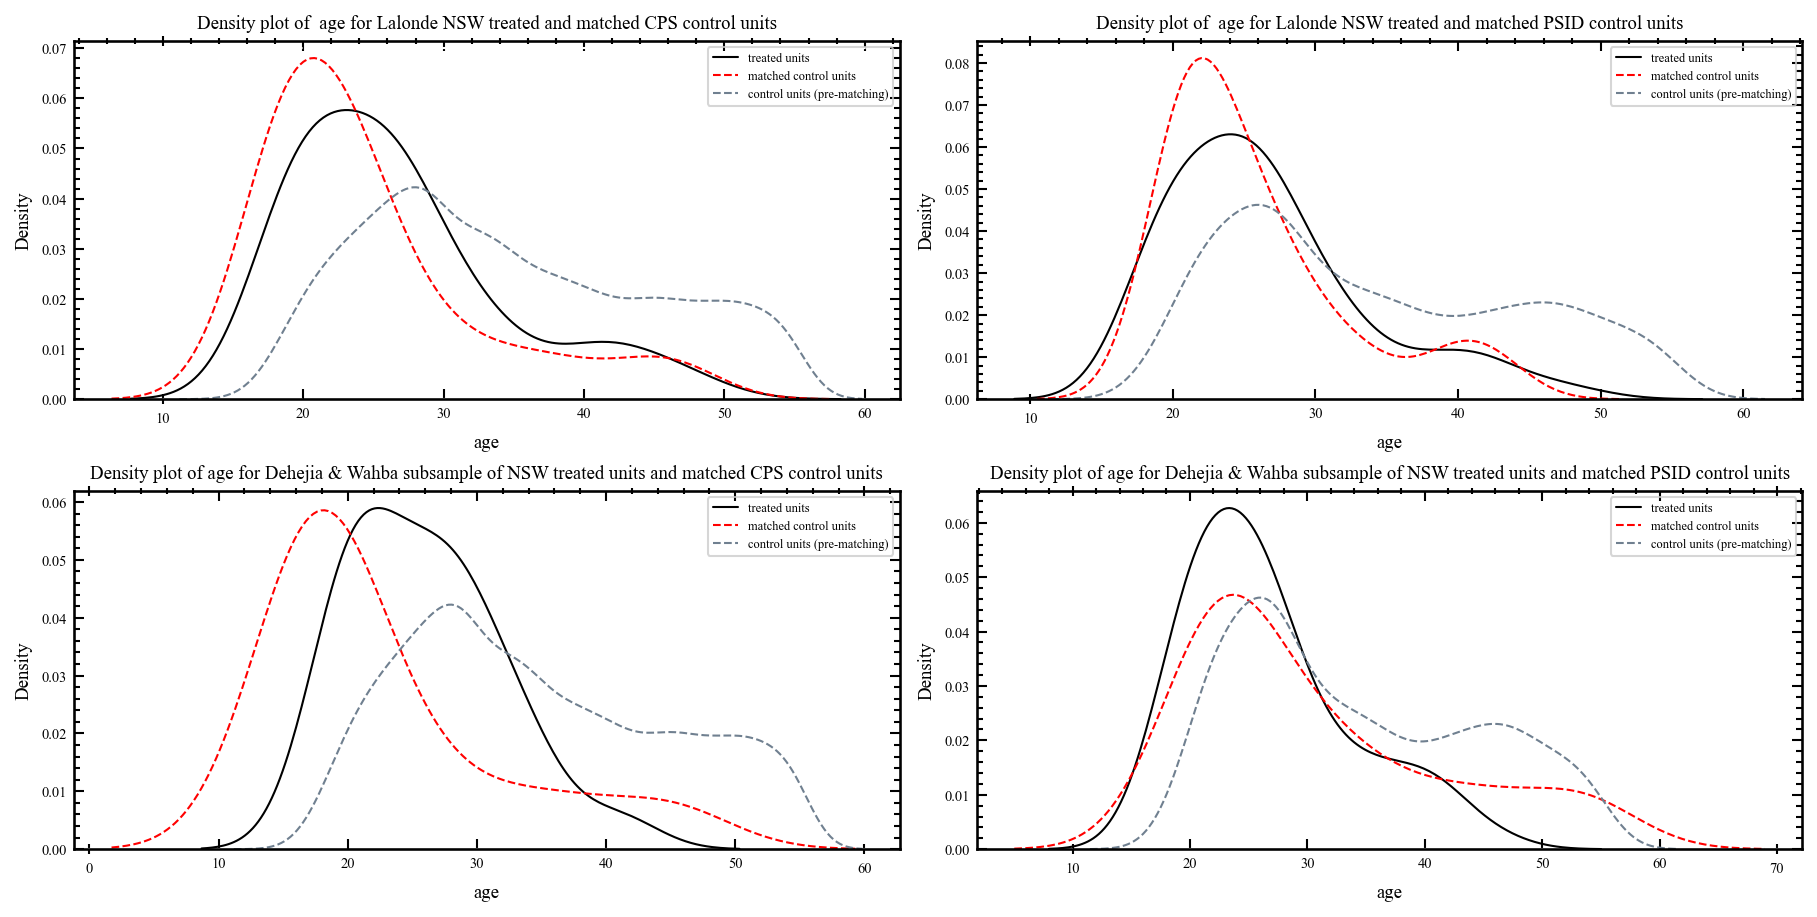 Density plot of  age for Lalonde NSW treated and matched CPS control units
0.07
0.06
0.05
0.04
0.03
0.02
0.01
0.00
Density
treated units
matched control units
control units (pre-matching)
10 20 30 40 50 60
age
Density plot of  age for Lalonde NSW treated and matched PSID control units
0.08
0.07
0.06
0.05
0.04
0.03
0.02
0.01
0.00
Density
treated units
matched control units
control units (pre-matching)
10 20 30 40 50 60
age
Density plot of age for Dehejia & Wahba subsample of NSW treated units and matched CPS control units
0.06
0.05
0.04
0.03
0.02
0.01
0.00
Density
treated units
matched control units
control units (pre-matching)
0 10 20 30 40 50 60
age
Density plot of age for Dehejia & Wahba subsample of NSW treated units and matched PSID control units
0.06
0.05
0.04
0.03
0.02
0.01
0.00
Density
treated units
matched control units
control units (pre-matching)
10 20 30 40 50 60 70
age